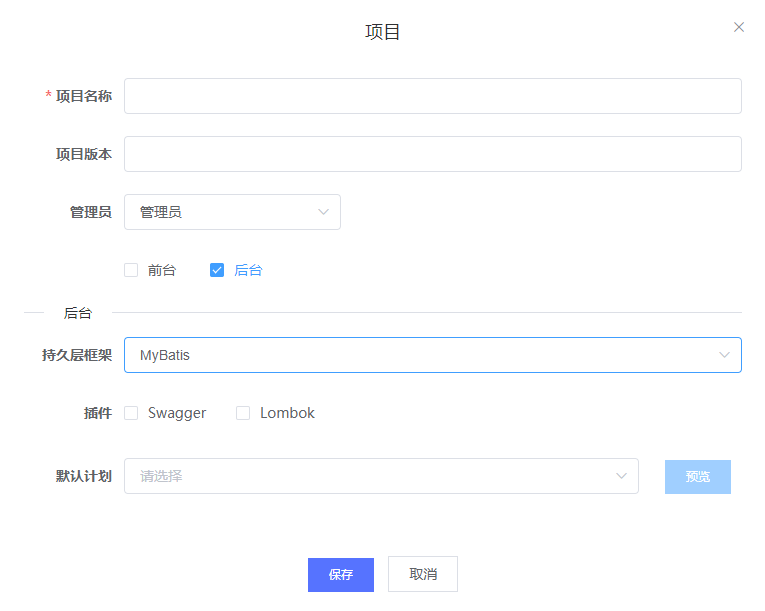 项目
* 项目名称
项目版本
管理员 管理员
前台 后台
后台
持久层框架 MyBatis
插件 Swagger Lombok
默认计划 请选择 预览
保存 取消